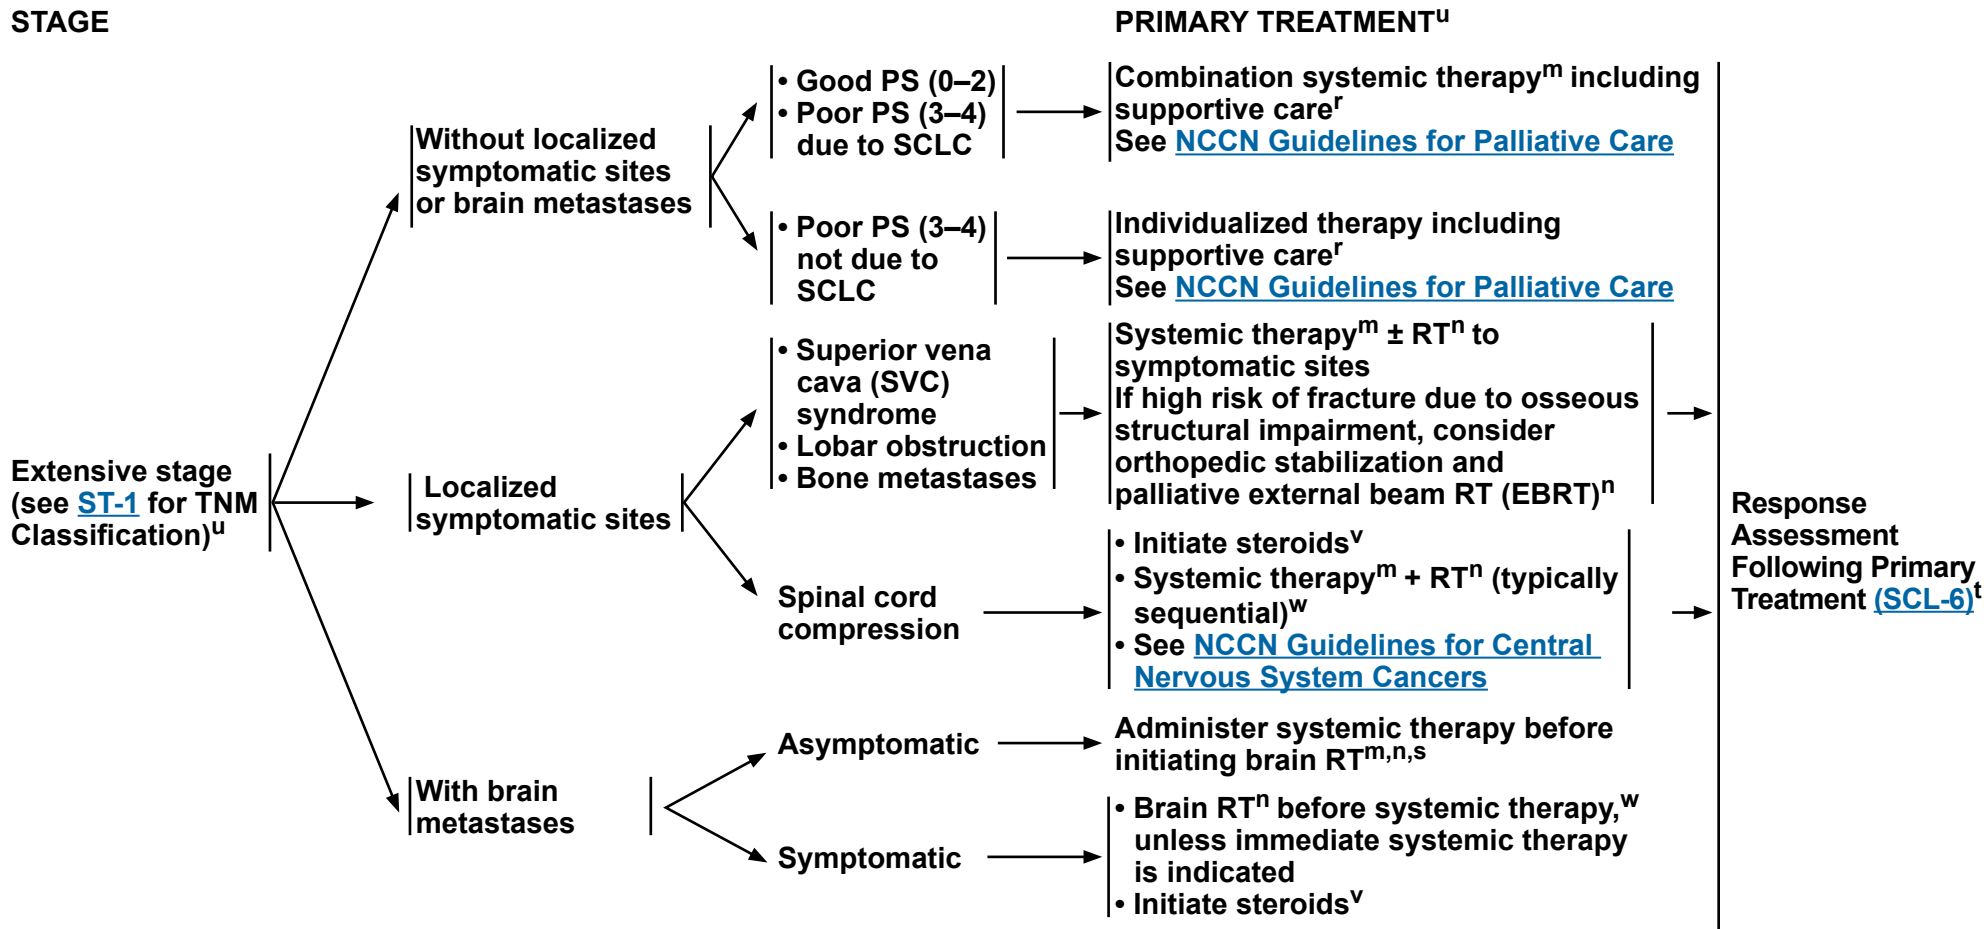 STAGE
PRIMARY TREATMENTᵘ
Extensive stage
(see ST-1 for TNM
Classification)ᵘ
Without localized
symptomatic sites
or brain metastases
• Good PS (0–2)
• Poor PS (3–4)
due to SCLC
Combination systemic therapyᵐ including
supportive careʳ
See NCCN Guidelines for Palliative Care
• Poor PS (3–4)
not due to
SCLC
Individualized therapy including
supportive careʳ
See NCCN Guidelines for Palliative Care
Localized
symptomatic sites
• Superior vena
cava (SVC)
syndrome
• Lobar obstruction
• Bone metastases
Systemic therapyᵐ ± RTⁿ to
symptomatic sites
If high risk of fracture due to osseous
structural impairment, consider
orthopedic stabilization and
palliative external beam RT (EBRT)ⁿ
Spinal cord
compression
• Initiate steroidsᵛ
• Systemic therapyᵐ + RTⁿ (typically
sequential)ʷ
• See NCCN Guidelines for Central
Nervous System Cancers
With brain
metastases
Asymptomatic
Administer systemic therapy before
initiating brain RTᵐ,ⁿ,ˢ
Symptomatic
• Brain RTⁿ before systemic therapy,ʷ
unless immediate systemic therapy
is indicated
• Initiate steroidsᵛ
Response
Assessment
Following Primary
Treatment (SCL-6)ᵗ